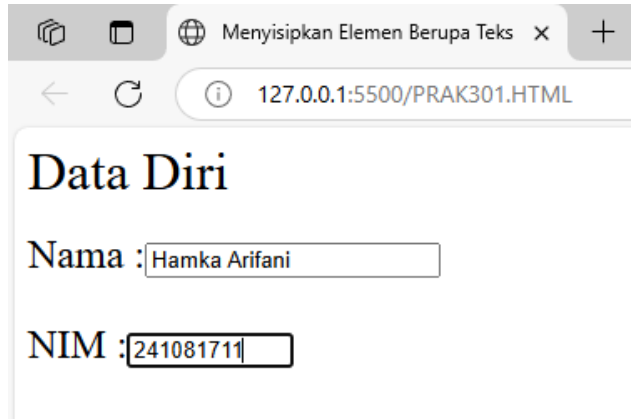 Menyisipkan Elemen Berupa Teks
127.0.0.1:5500/PRAK301.HTML
Data Diri
Nama :Hamka Arifani
NIM :241081711